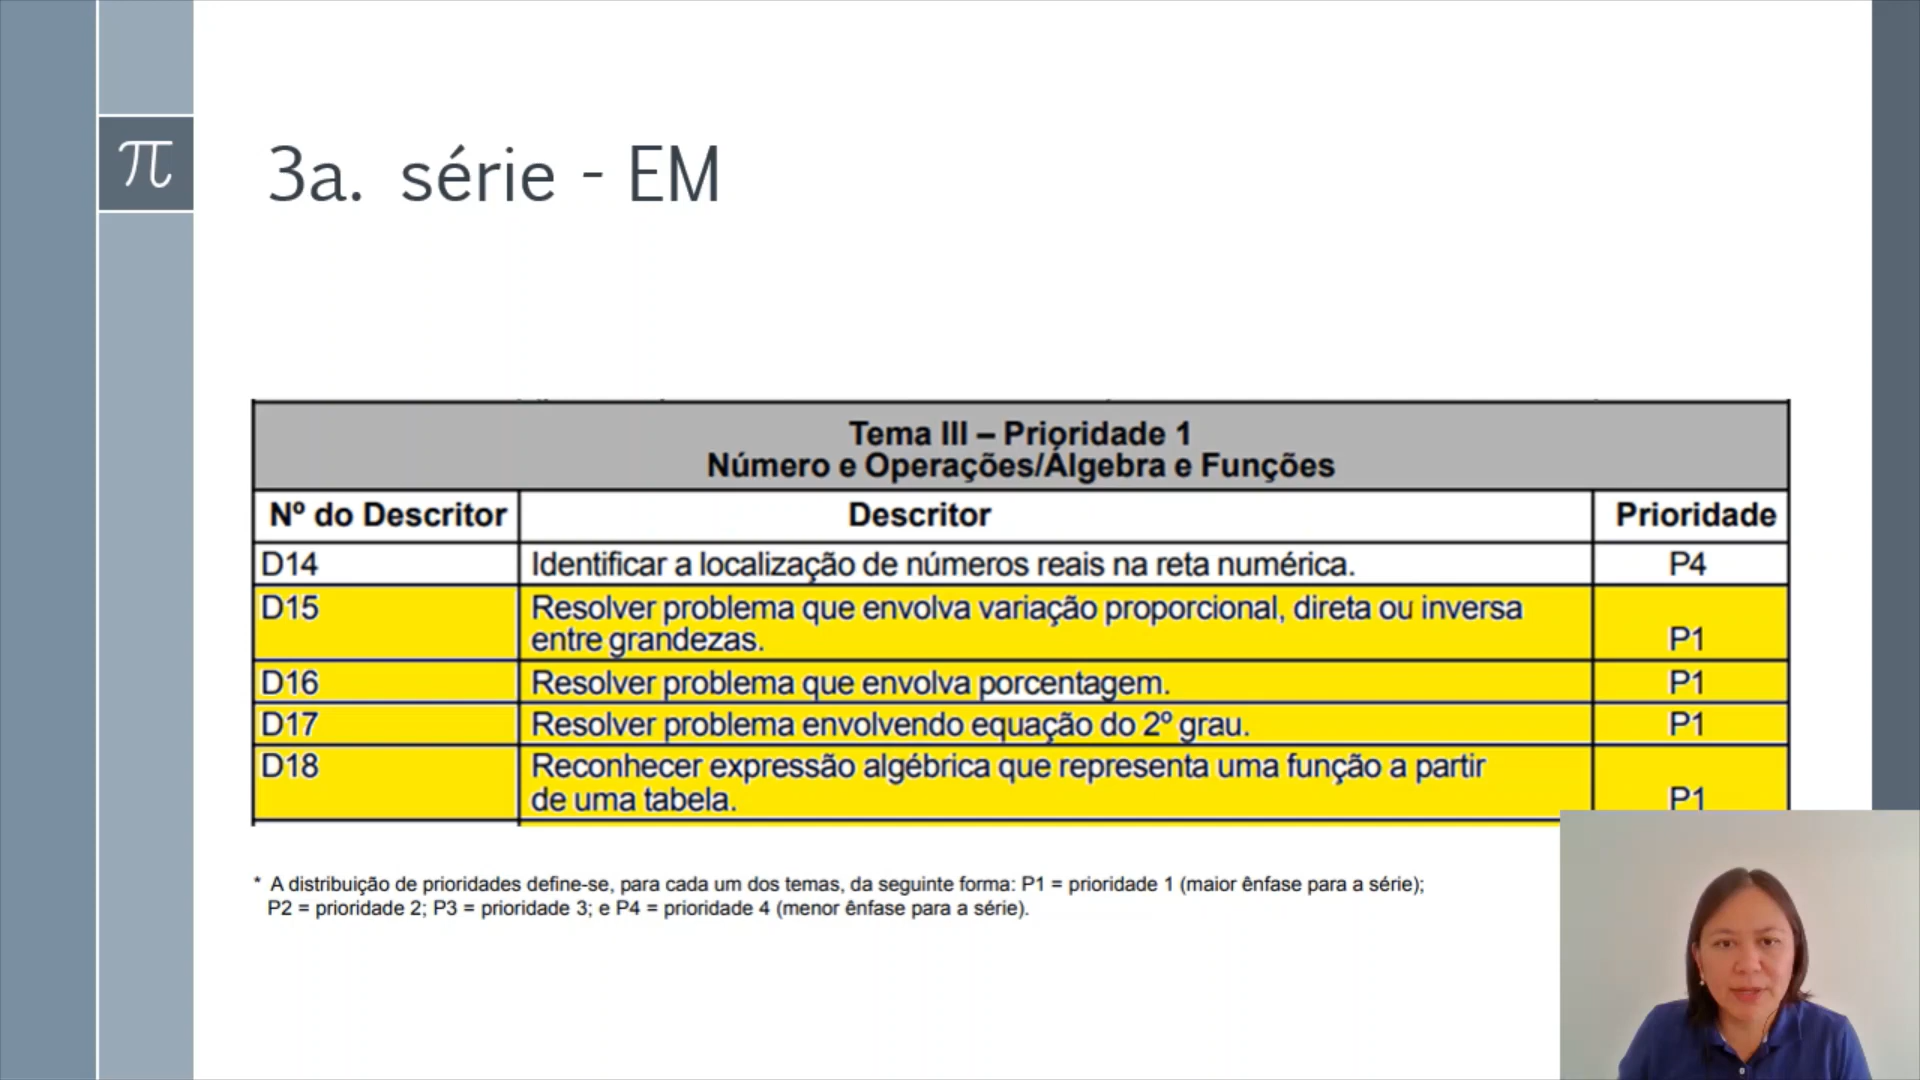 π
3a. série - EM
Tema III – Prioridade 1
Número e Operações/Álgebra e Funções
Nº do Descritor Descritor Prioridade
D14 Identificar a localização de números reais na reta numérica. P4
D15 Resolver problema que envolva variação proporcional, direta ou inversa
entre grandezas. P1
D16 Resolver problema que envolva porcentagem. P1
D17 Resolver problema envolvendo equação do 2º grau. P1
D18 Reconhecer expressão algébrica que representa uma função a partir
de uma tabela. P1
* A distribuição de prioridades define-se, para cada um dos temas, da seguinte forma: P1 = prioridade 1 (maior ênfase para a série);
P2 = prioridade 2; P3 = prioridade 3; e P4 = prioridade 4 (menor ênfase para a série).